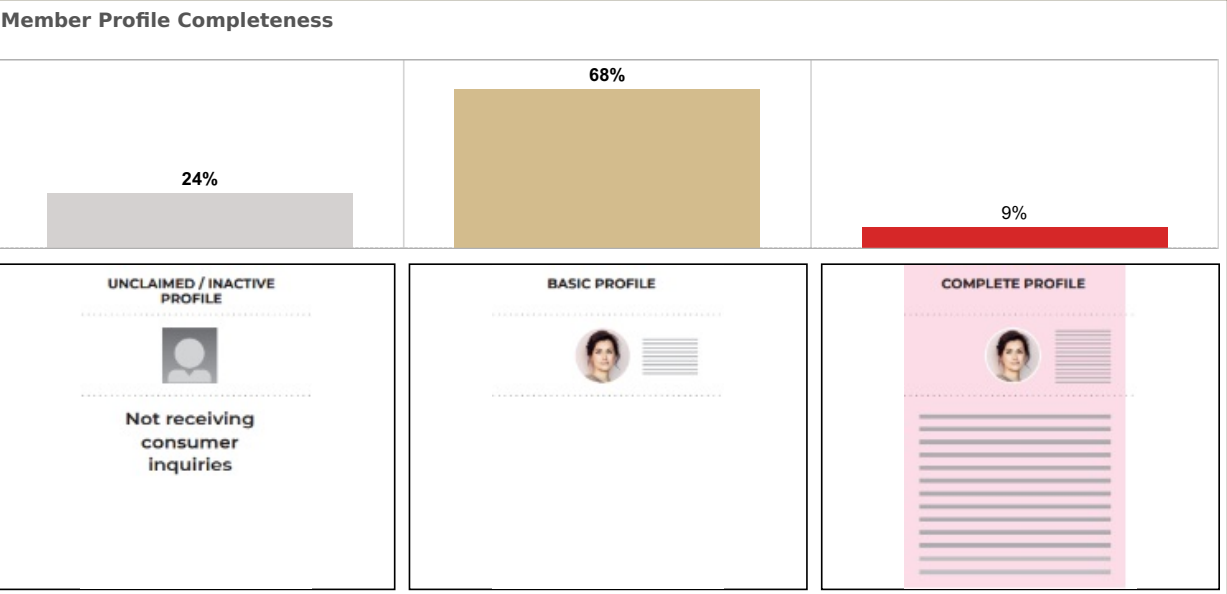 Member Profile Completeness
68%
24%
9%
UNCLAIMED / INACTIVE
PROFILE
Not receiving
consumer
inquiries
BASIC PROFILE
COMPLETE PROFILE